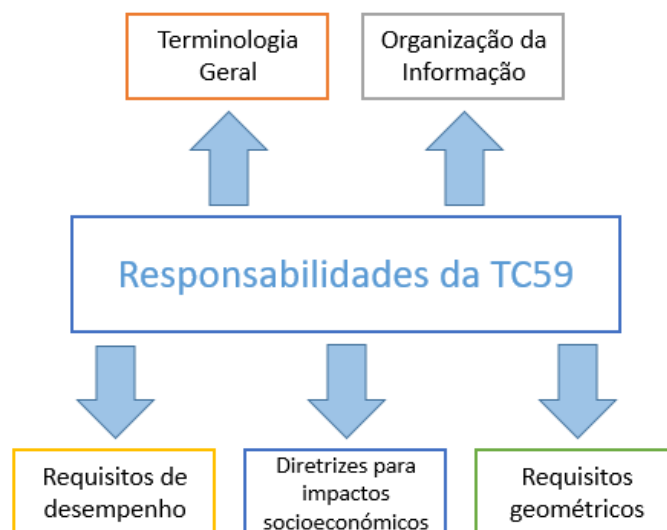 Terminologia
Geral
Organização da
Informação
Responsabilidades da TC59
Requisitos de
desempenho
Diretrizes para
impactos
socioeconómicos
Requisitos
geométricos